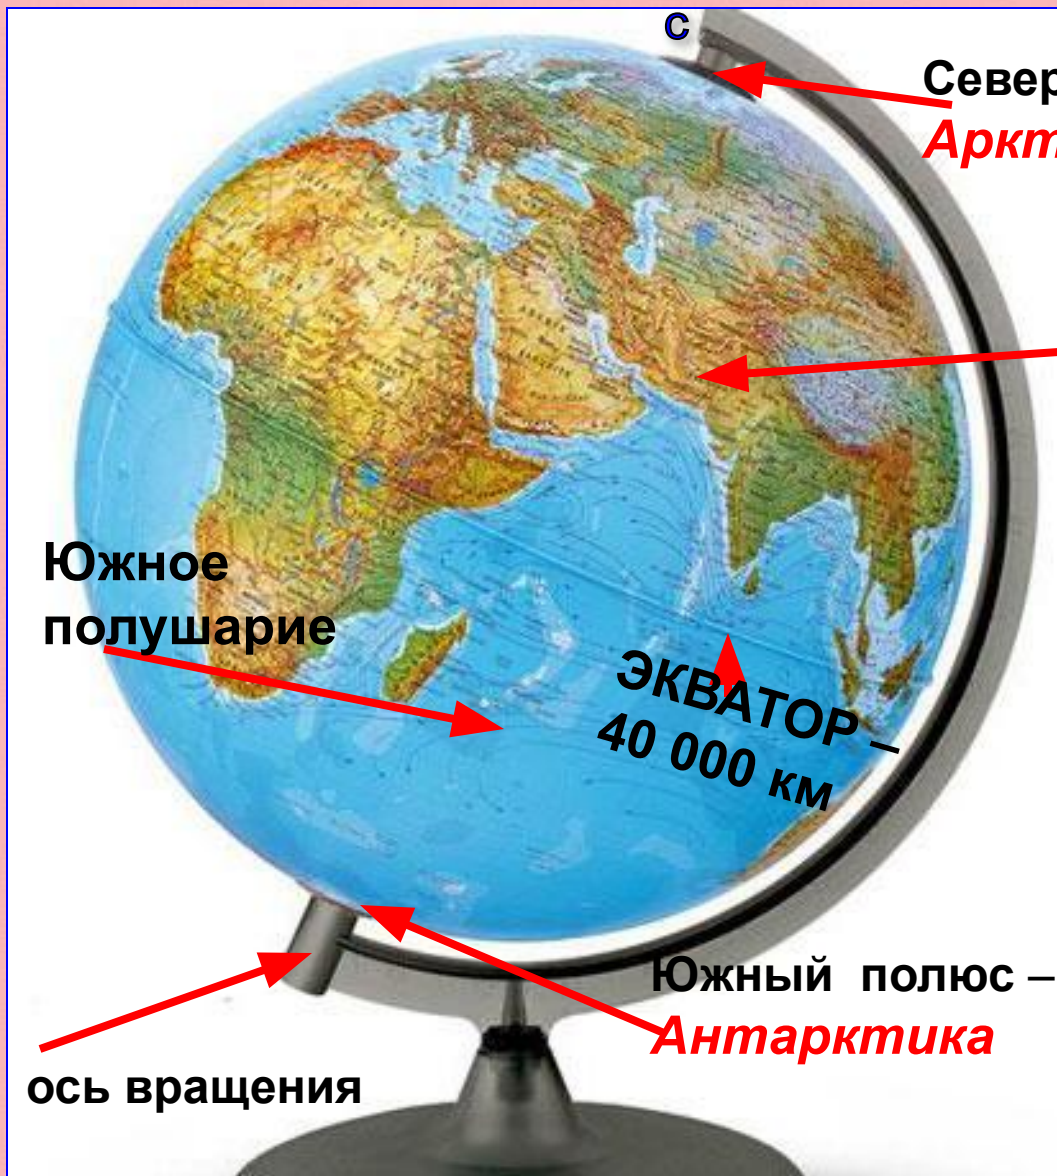 С
Север
Аркт
Южное
полушарие
ЭКВАТОР –
40 000 км
Южный полюс –
Антарктика
ось вращения